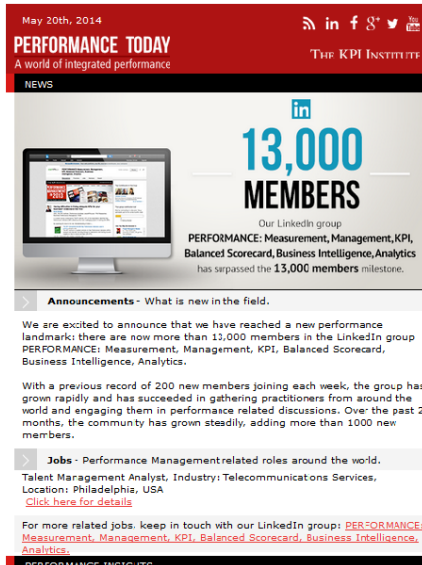 May 20th, 2014
PERFORMANCE TODAY
A world of integrated performance
THE KPI INSTITUTE
NEWS
in
13,000
MEMBERS
Our LinkedIn group
PERFORMANCE: Measurement, Management, KPI,
Balanced Scorecard, Business Intelligence, Analytics
has surpassed the 13,000 members milestone.
Announcements - What is new in the field.
We are excited to announce that we have reached a new performance
landmark: there are now more than 13,000 members in the LinkedIn group
PERFORMANCE: Measurement, Management, KPI, Balanced Scorecard,
Business Intelligence, Analytics.
With a previous record of 200 new members joining each week, the group has
grown rapidly and has succeeded in gathering practitioners from around the
world and engaging them in performance related discussions. Over the past 2
months, the community has grown steadily, adding more than 1000 new
members.
Jobs - Performance Management related roles around the world.
Talent Management Analyst, Industry: Telecommunications Services,
Location: Philadelphia, USA
Click here for details
For more related jobs, keep in touch with our LinkedIn group: PERFORMANCE:
Measurement, Management, KPI, Balanced Scorecard, Business Intelligence,
Analytics.
PERFORMANCE INSIGHTS